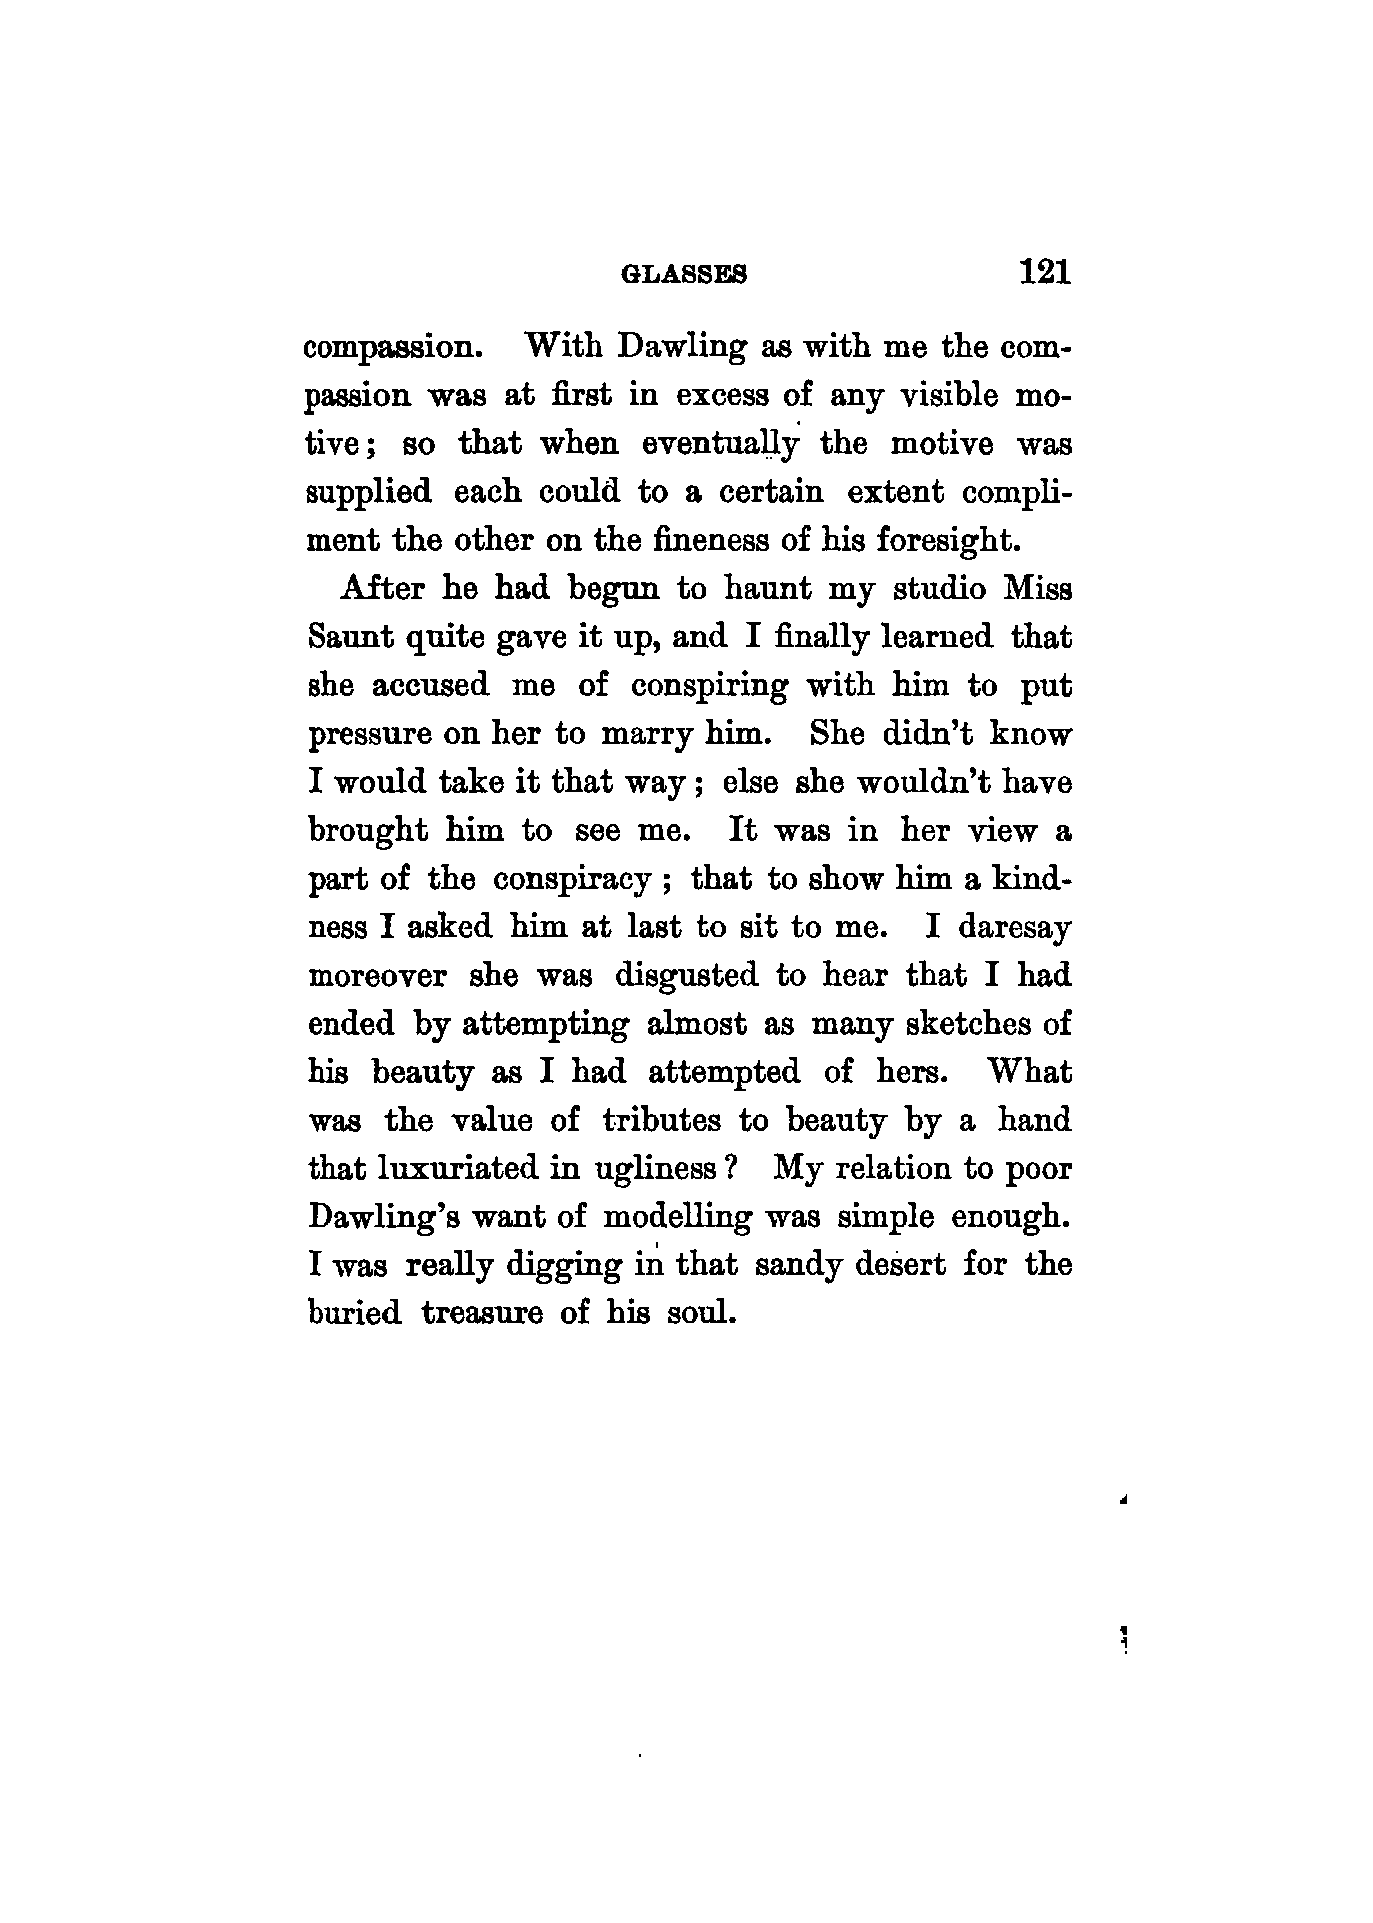 GLASSES 121
compassion. With Dawling as with me the com-
passion was at first in excess of any visible mo-
tive; so that when eventually the motive was
supplied each could to a certain extent compli-
ment the other on the fineness of his foresight.
After he had begun to haunt my studio Miss
Saunt quite gave it up, and I finally learned that
she accused me of conspiring with him to put
pressure on her to marry him. She didn't know
I would take it that way; else she wouldn't have
brought him to see me. It was in her view a
part of the conspiracy; that to show him a kind-
ness I asked him at last to sit to me. I daresay
moreover she was disgusted to hear that I had
ended by attempting almost as many sketches of
his beauty as I had attempted of hers. What
was the value of tributes to beauty by a hand
that luxuriated in ugliness? My relation to poor
Dawling's want of modelling was simple enough.
I was really digging in that sandy desert for the
buried treasure of his soul.